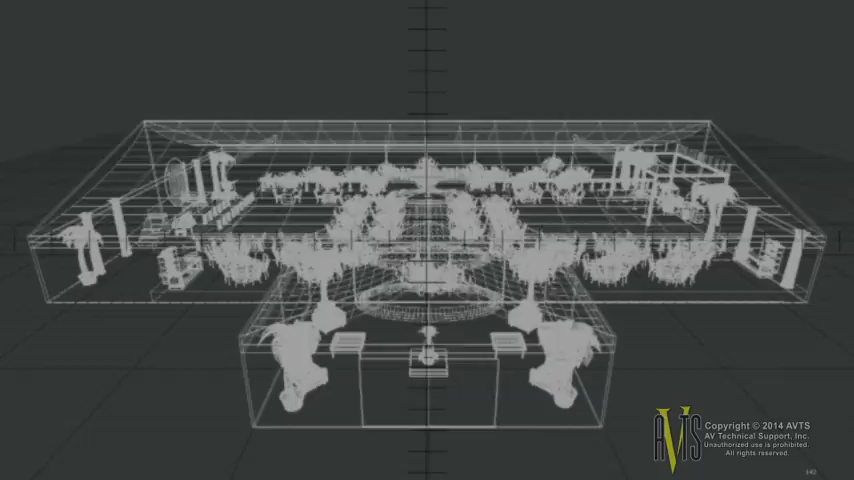 AVTS
Copyright © 2014 AVTS
AV Technical Support, Inc.
Unauthorized use is prohibited.
All rights reserved.